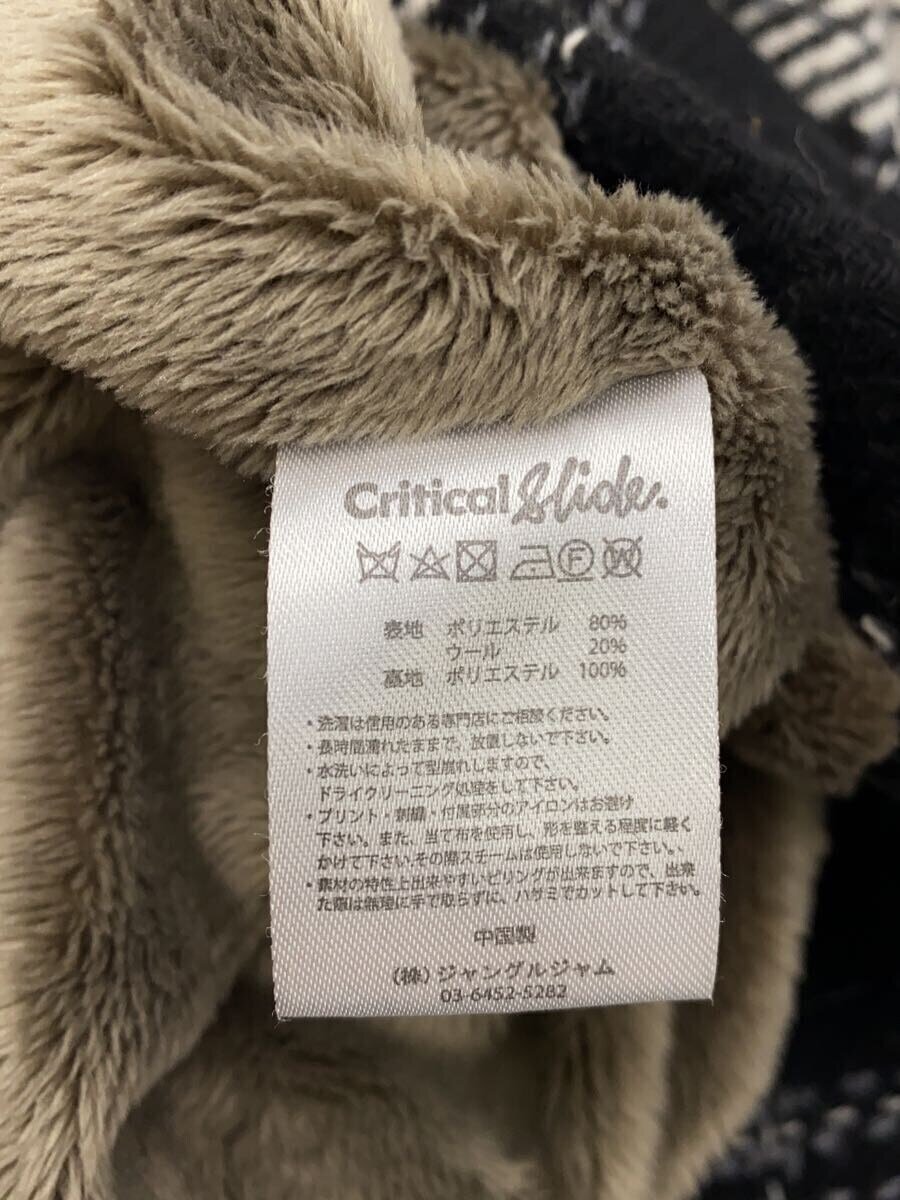 Critical Slide.
F W
表地 ポリエステル 80%
ウール 20%
裏地 ポリエステル 100%
・洗濯は信用のある専門店にご相談ください。
・長時間濡れたままで、放置しないで下さい。
・水洗いによって型崩れしますので、
ドライクリーニング処理をして下さい。
・プリント・刺繍・付属部分のアイロンはお避け
下さい。また、当て布を使用し、形を整える程度に軽く
かけて下さい.その際スチームは使用しないで下さい。
・素材の特性上出来やすいピリングが出来ますので、出来
た際は無理に手で取らずに、ハサミでカットして下さい。
中国製
(株)ジャングルジャム
03-6452-5282